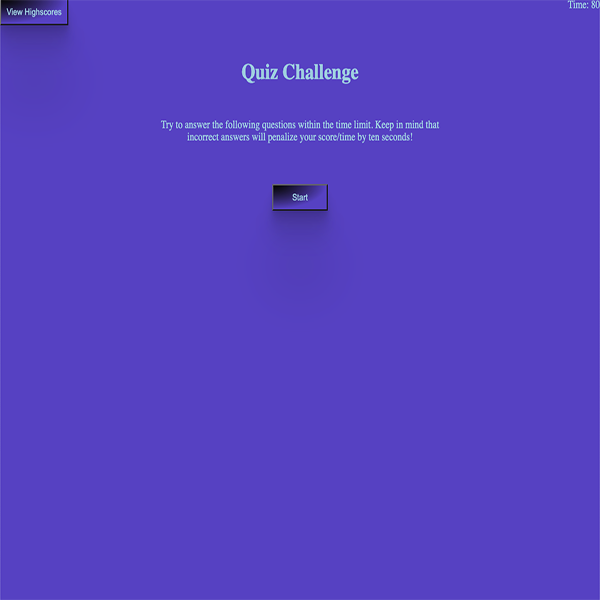 View Highscores
Time: 80
Quiz Challenge
Try to answer the following questions within the time limit. Keep in mind that
incorrect answers will penalize your score/time by ten seconds!
Start